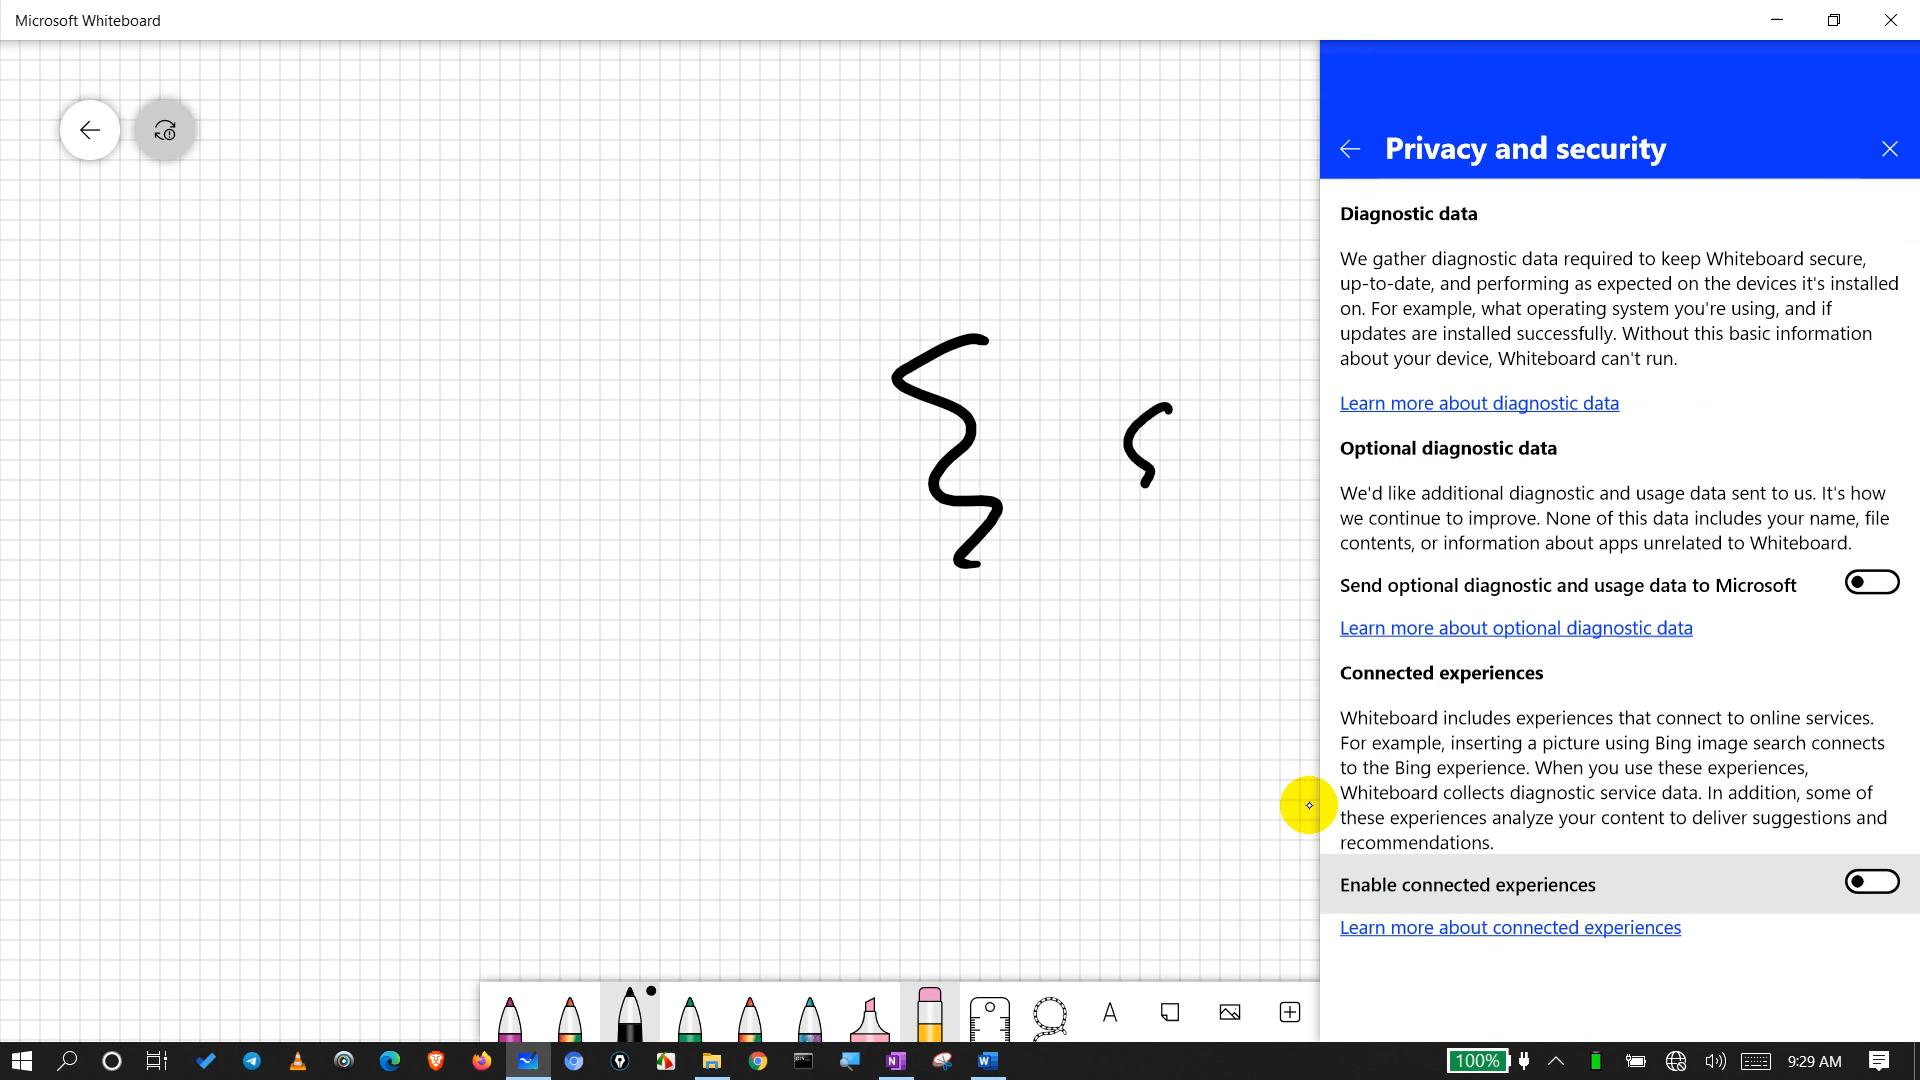 Microsoft Whiteboard
Privacy and security
Diagnostic data
We gather diagnostic data required to keep Whiteboard secure,
up-to-date, and performing as expected on the devices it's installed
on. For example, what operating system you're using, and if
updates are installed successfully. Without this basic information
about your device, Whiteboard can't run.
Learn more about diagnostic data
Optional diagnostic data
We'd like additional diagnostic and usage data sent to us. It's how
we continue to improve. None of this data includes your name, file
contents, or information about apps unrelated to Whiteboard.
Send optional diagnostic and usage data to Microsoft
Learn more about optional diagnostic data
Connected experiences
Whiteboard includes experiences that connect to online services.
For example, inserting a picture using Bing image search connects
to the Bing experience. When you use these experiences,
Whiteboard collects diagnostic service data. In addition, some of
these experiences analyze your content to deliver suggestions and
recommendations.
Enable connected experiences
Learn more about connected experiences
100%
9:29 AM